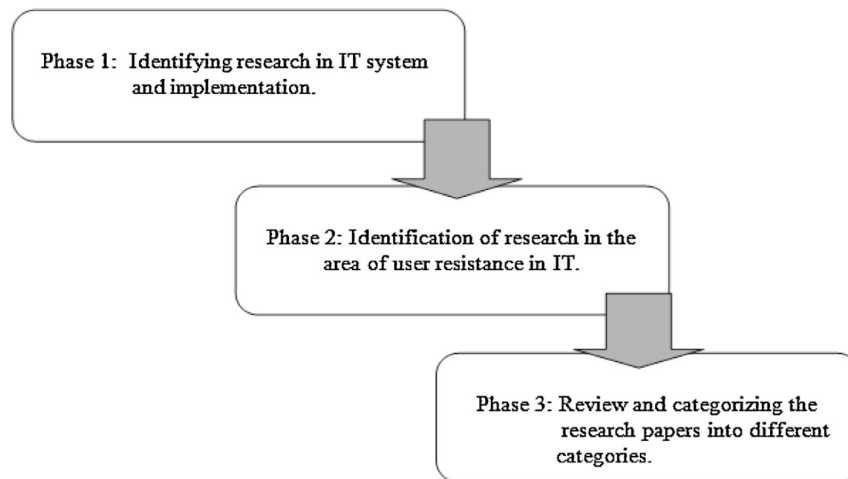 Phase 1: Identifying research in IT system
and implementation.
Phase 2: Identification of research in the
area of user resistance in IT.
Phase 3: Review and categorizing the
research papers into different
categories.